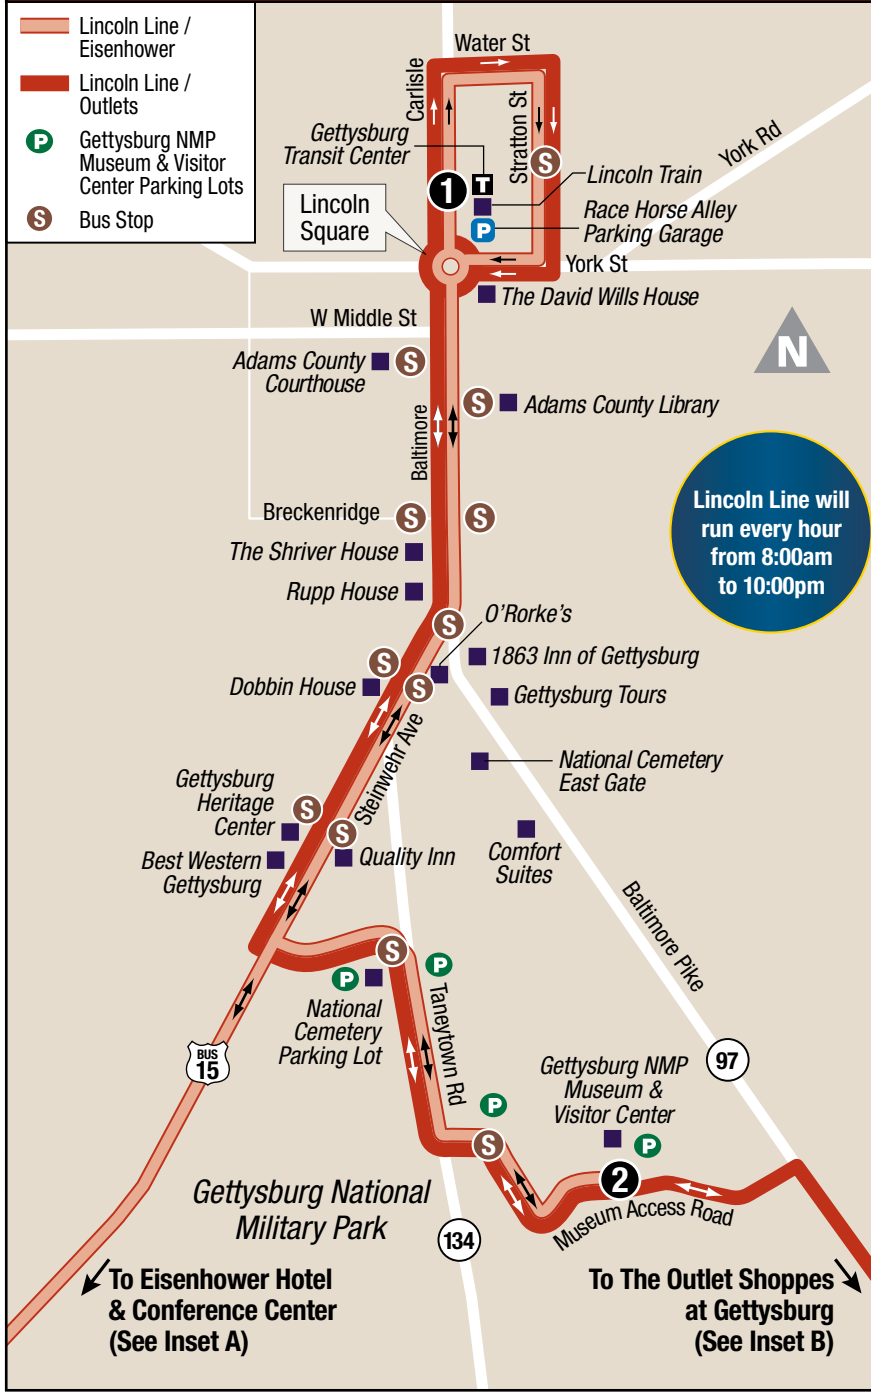 Lincoln Line /
Eisenhower
Lincoln Line /
Outlets
P
Gettysburg NMP
Museum & Visitor
Center Parking Lots
S
Bus Stop
Water St
Carlisle
Stratton St
Gettysburg
Transit Center
T
1
S
York Rd
Lincoln Train
Race Horse Alley
Parking Garage
P
Lincoln
Square
York St
The David Wills House
W Middle St
N
Adams County
Courthouse
S
S
Adams County Library
Baltimore
Lincoln Line will
run every hour
from 8:00am
to 10:00pm
Breckenridge
S
S
The Shriver House
Rupp House
O'Rorke's
S
1863 Inn of Gettysburg
S
Dobbin House
S
Gettysburg Tours
Steinwehr Ave
National Cemetery
East Gate
Gettysburg
Heritage
Center
S
S
Best Western
Gettysburg
Quality Inn
Comfort
Suites
Baltimore Pike
S
P
P
National
Cemetery
Parking Lot
Taneytown Rd
BUS
15
97
Gettysburg NMP
Museum &
Visitor Center
P
S
P
2
Museum Access Road
Gettysburg National
Military Park
134
To Eisenhower Hotel
& Conference Center
(See Inset A)
To The Outlet Shoppes
at Gettysburg
(See Inset B)